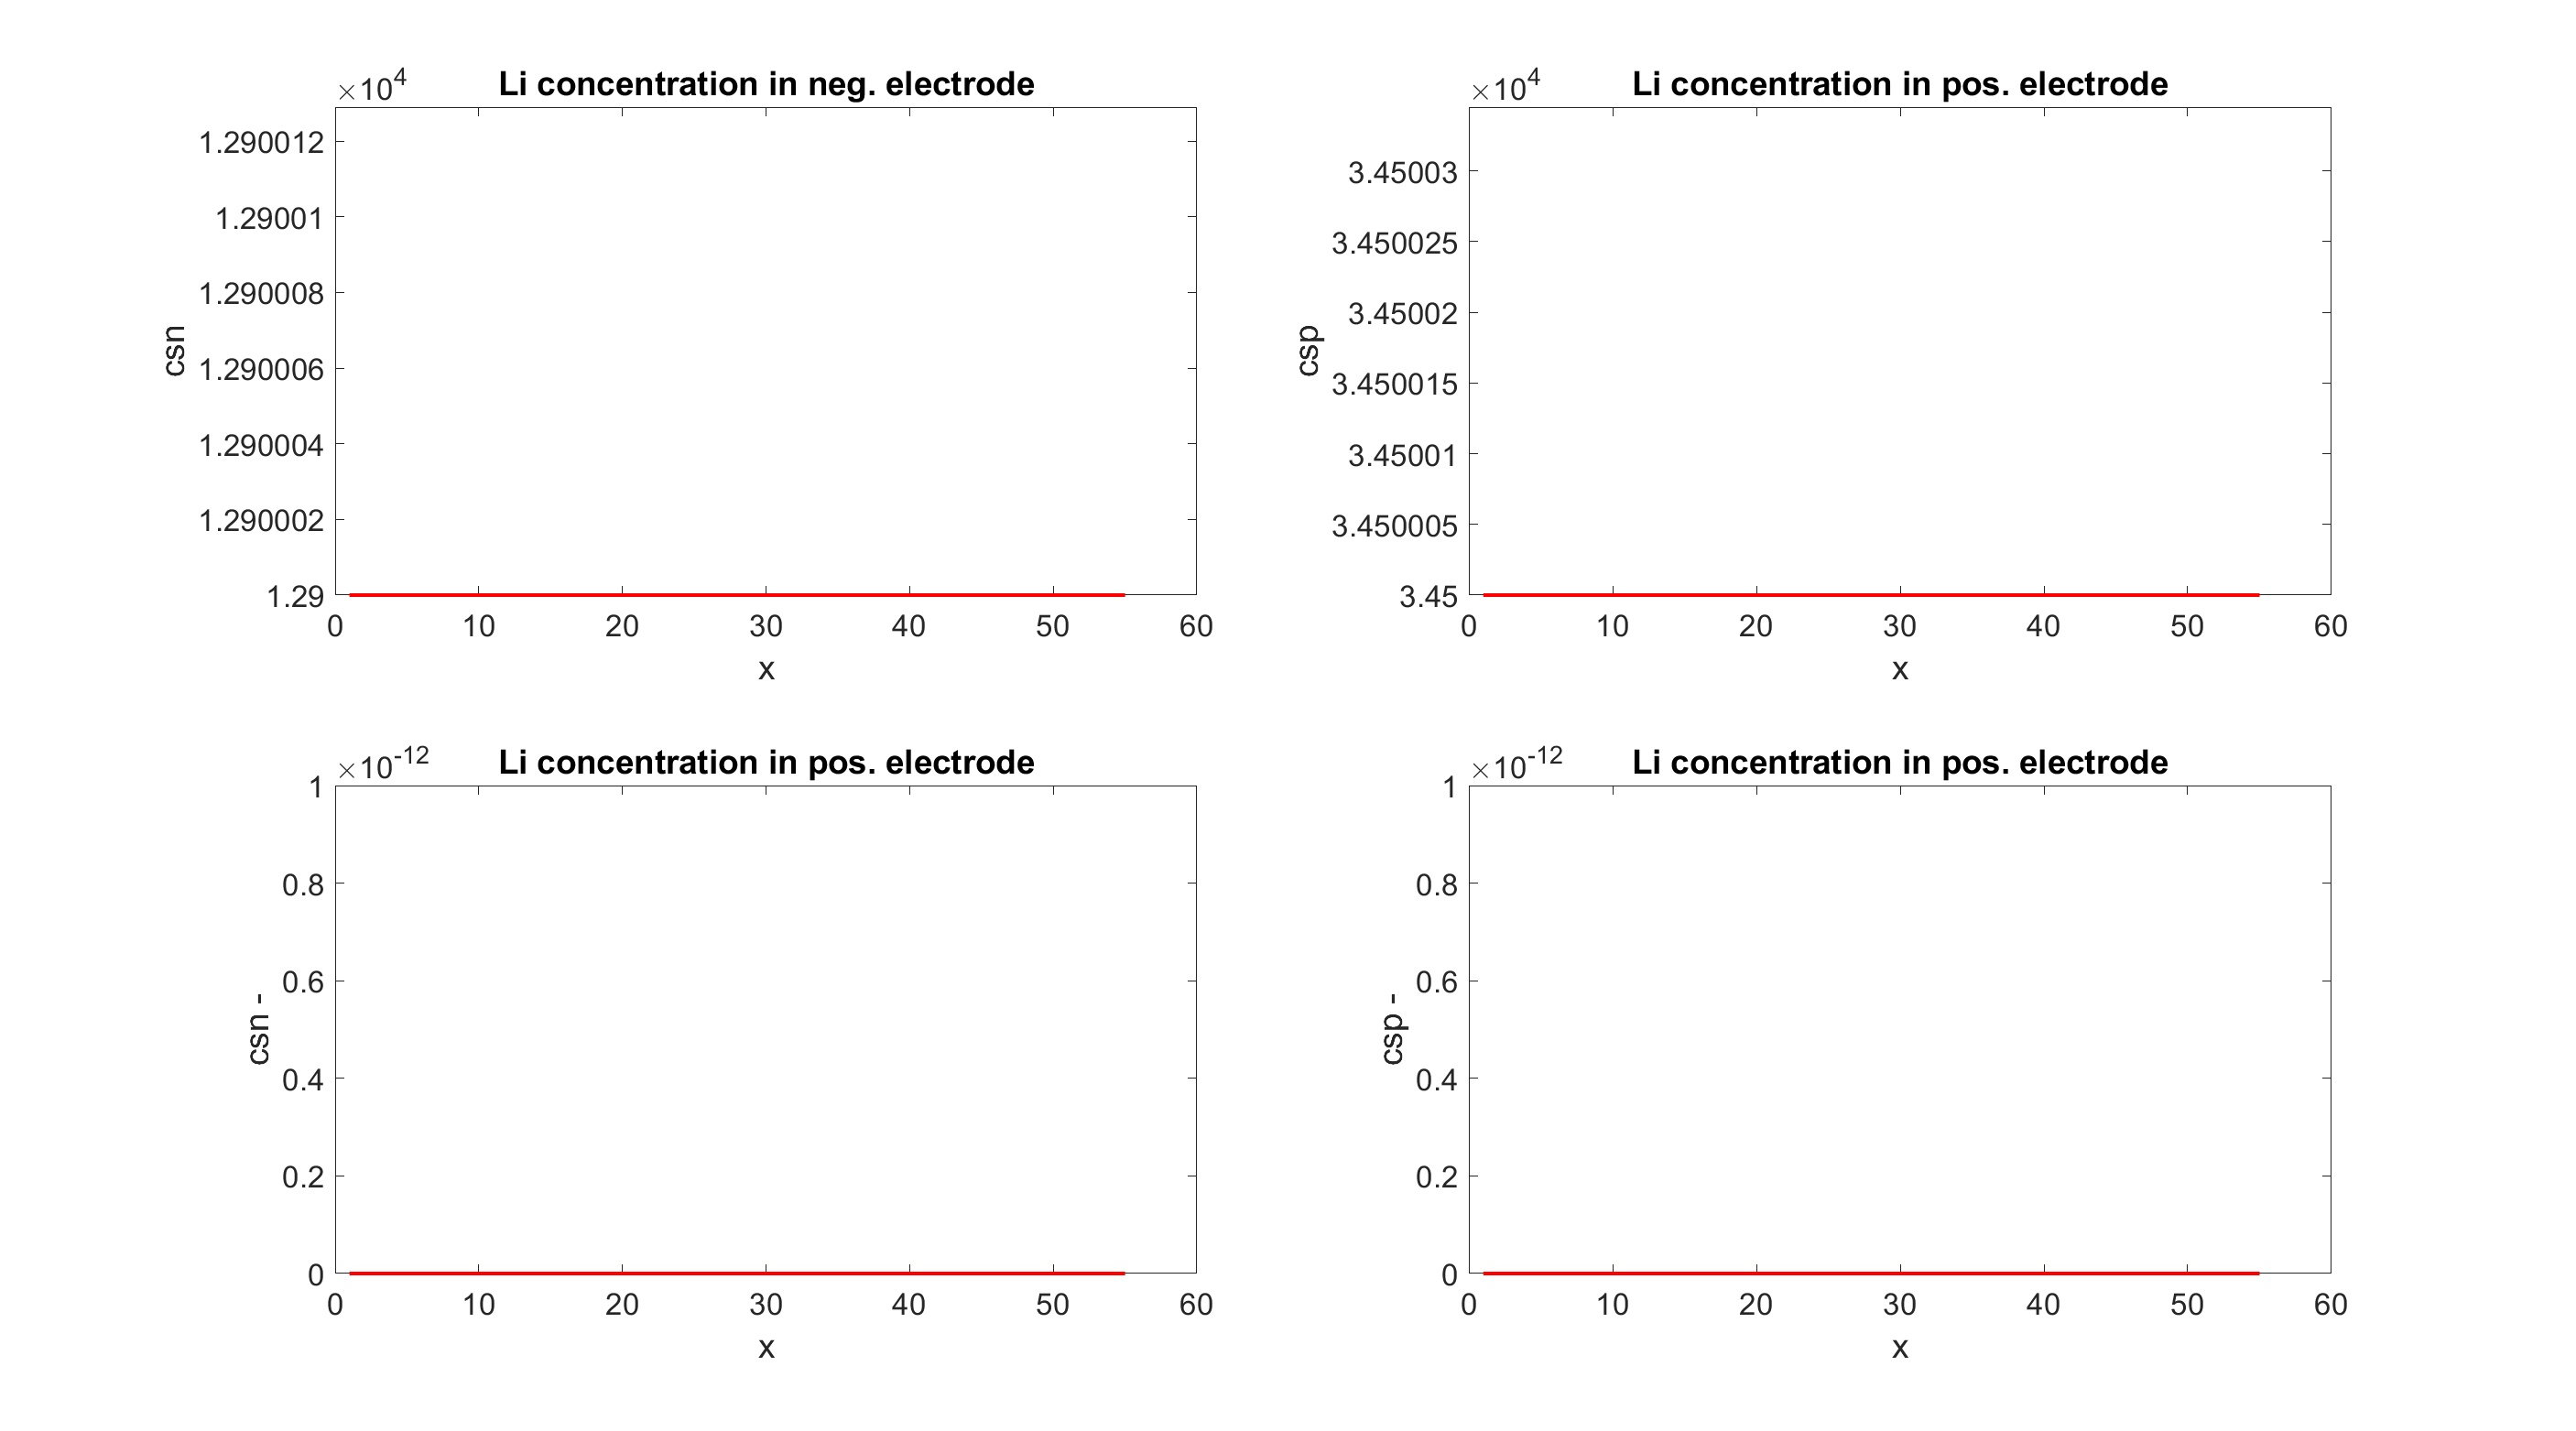 ×10^4
Li concentration in neg. electrode
1.290012
1.29001
1.290008
1.290006
1.290004
1.290002
1.29
csn
0 10 20 30 40 50 60
x
×10^4
Li concentration in pos. electrode
3.45003
3.450025
3.45002
3.450015
3.45001
3.450005
3.45
csp
0 10 20 30 40 50 60
x
×10^-12
Li concentration in pos. electrode
1
0.8
0.6
0.4
0.2
0
csn -
0 10 20 30 40 50 60
x
×10^-12
Li concentration in pos. electrode
1
0.8
0.6
0.4
0.2
0
csp -
0 10 20 30 40 50 60
x